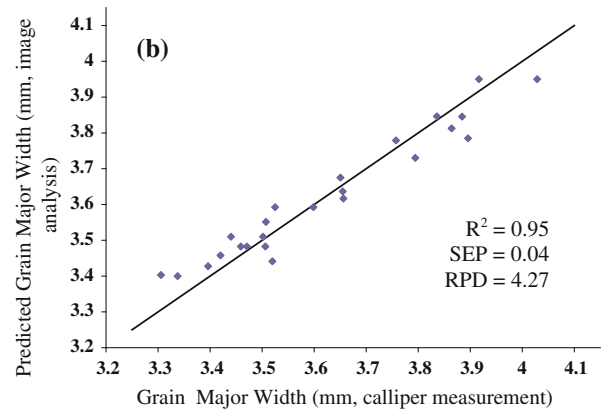 Predicted Grain Major Width (mm, image
analysis)
4.1
4
3.9
3.8
3.7
3.6
3.5
3.4
3.3
3.2
(b)
R² = 0.95
SEP = 0.04
RPD = 4.27
3.2 3.3 3.4 3.5 3.6 3.7 3.8 3.9 4 4.1
Grain Major Width (mm, calliper measurement)